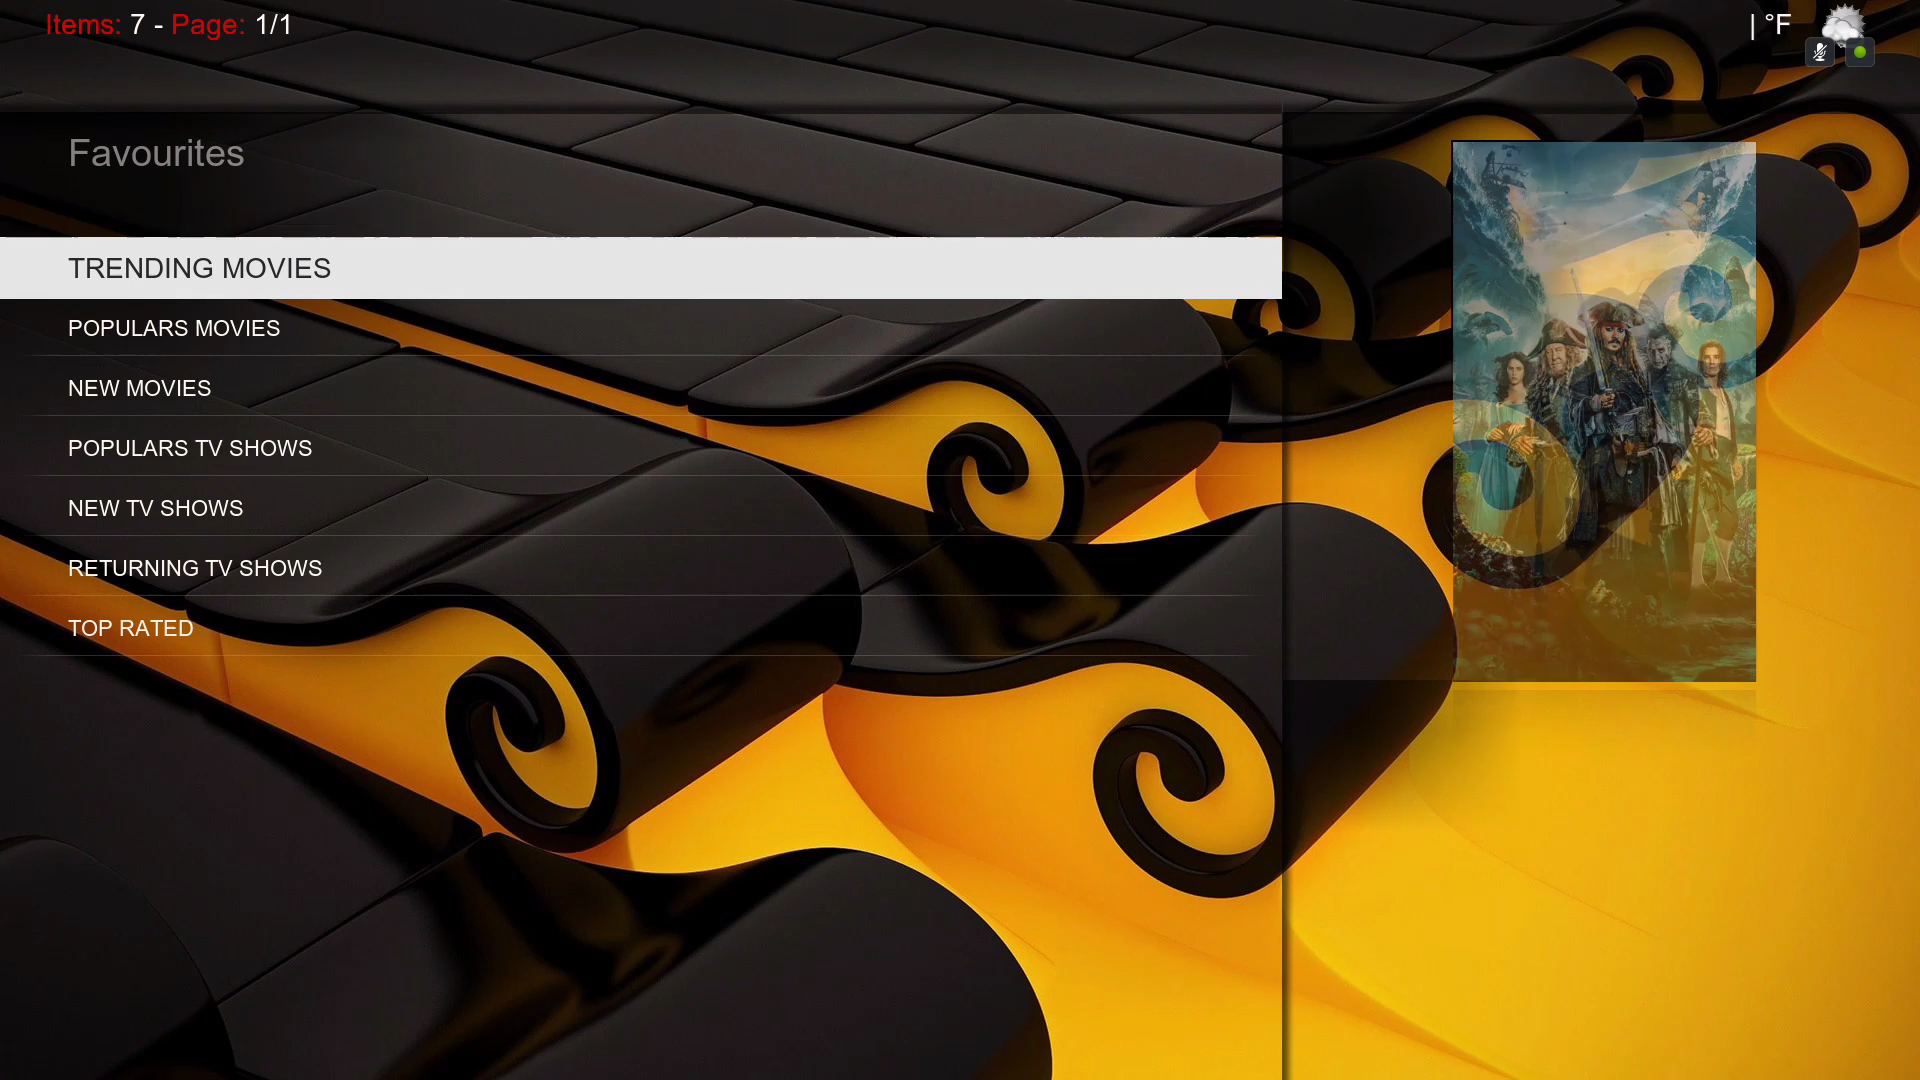 Items: 7 - Page: 1/1
| °F
Favourites
TRENDING MOVIES
POPULARS MOVIES
NEW MOVIES
POPULARS TV SHOWS
NEW TV SHOWS
RETURNING TV SHOWS
TOP RATED